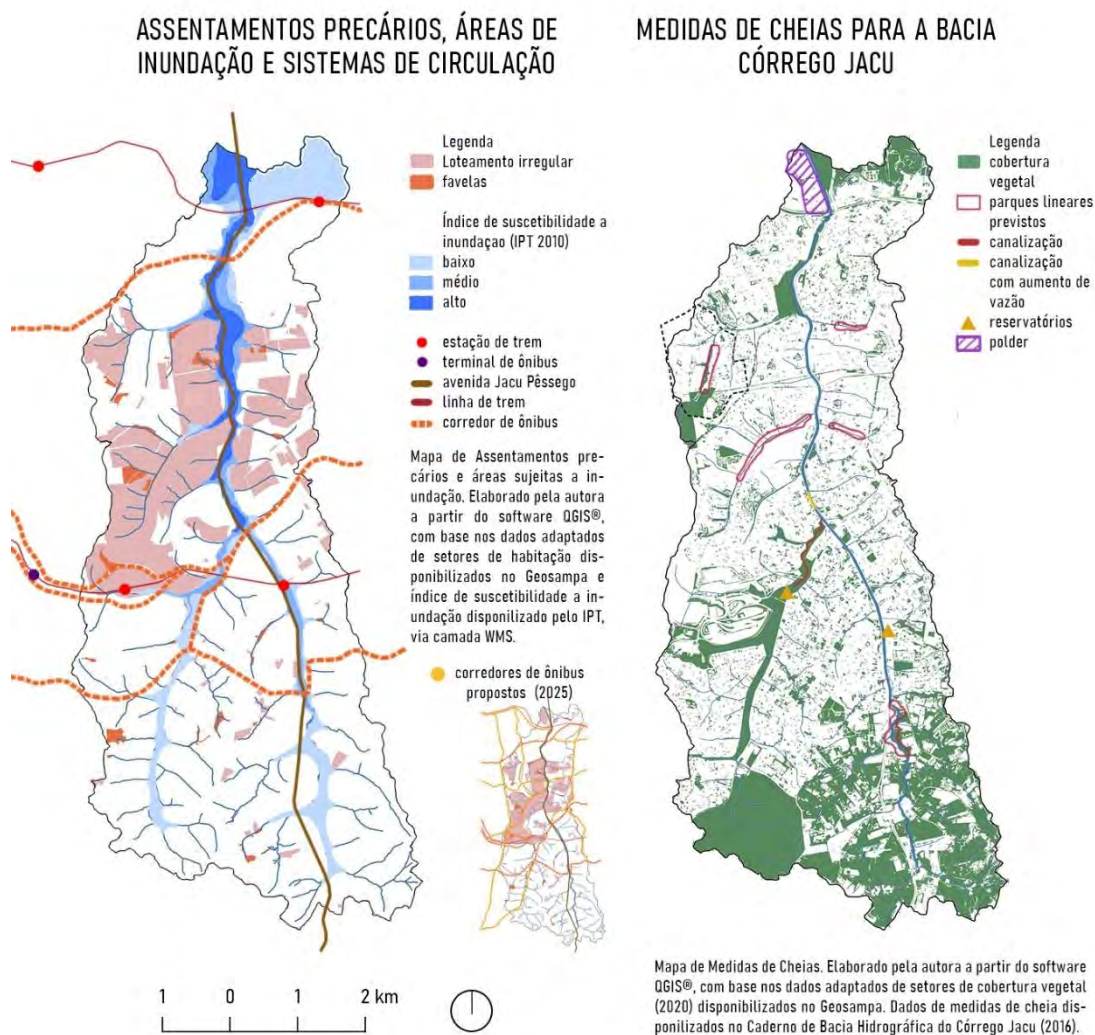 ASSENTAMENTOS PRECÁRIOS, ÁREAS DE
INUNDAÇÃO E SISTEMAS DE CIRCULAÇÃO
MEDIDAS DE CHEIAS PARA A BACIA
CÓRREGO JACU
Legenda
Loteamento irregular
favelas
Índice de suscetibilidade a
inundaçao (IPT 2010)
baixo
médio
alto
estação de trem
terminal de ônibus
avenida Jacu Pêssego
linha de trem
corredor de ônibus
Mapa de Assentamentos pre-
cários e áreas sujeitas a in-
undação. Elaborado pela autora
a partir do software QGIS®,
com base nos dados adaptados
de setores de habitação dis-
ponibilizados no Geosampa e
índice de suscetibilidade a in-
undação disponilizado pelo IPT,
via camada WMS.
corredores de ônibus
propostos (2025)
1 0 1 2 km
Legenda
cobertura
vegetal
parques lineares
previstos
canalização
canalização
com aumento de
vazão
reservatórios
polder
Mapa de Medidas de Cheias. Elaborado pela autora a partir do software
QGIS®, com base nos dados adaptados de setores de cobertura vegetal
(2020) disponibilizados no Geosampa. Dados de medidas de cheia dis-
ponilizados no Caderno de Bacia Hidrográfica do Córrego Jacu (2016).